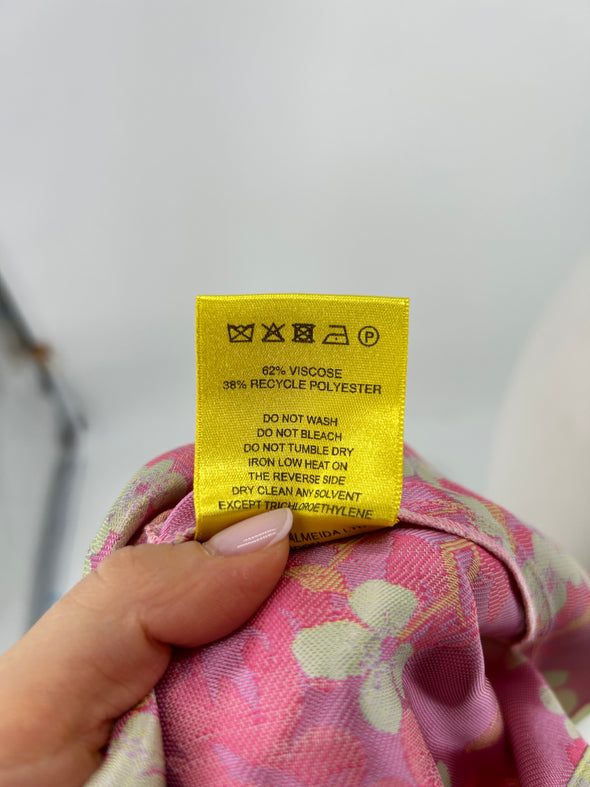 P
62% VISCOSE
38% RECYCLE POLYESTER
DO NOT WASH
DO NOT BLEACH
DO NOT TUMBLE DRY
IRON LOW HEAT ON
THE REVERSE SIDE
DRY CLEAN ANY SOLVENT
EXCEPT TRICHLOROETHYLENE
ALMEIDA